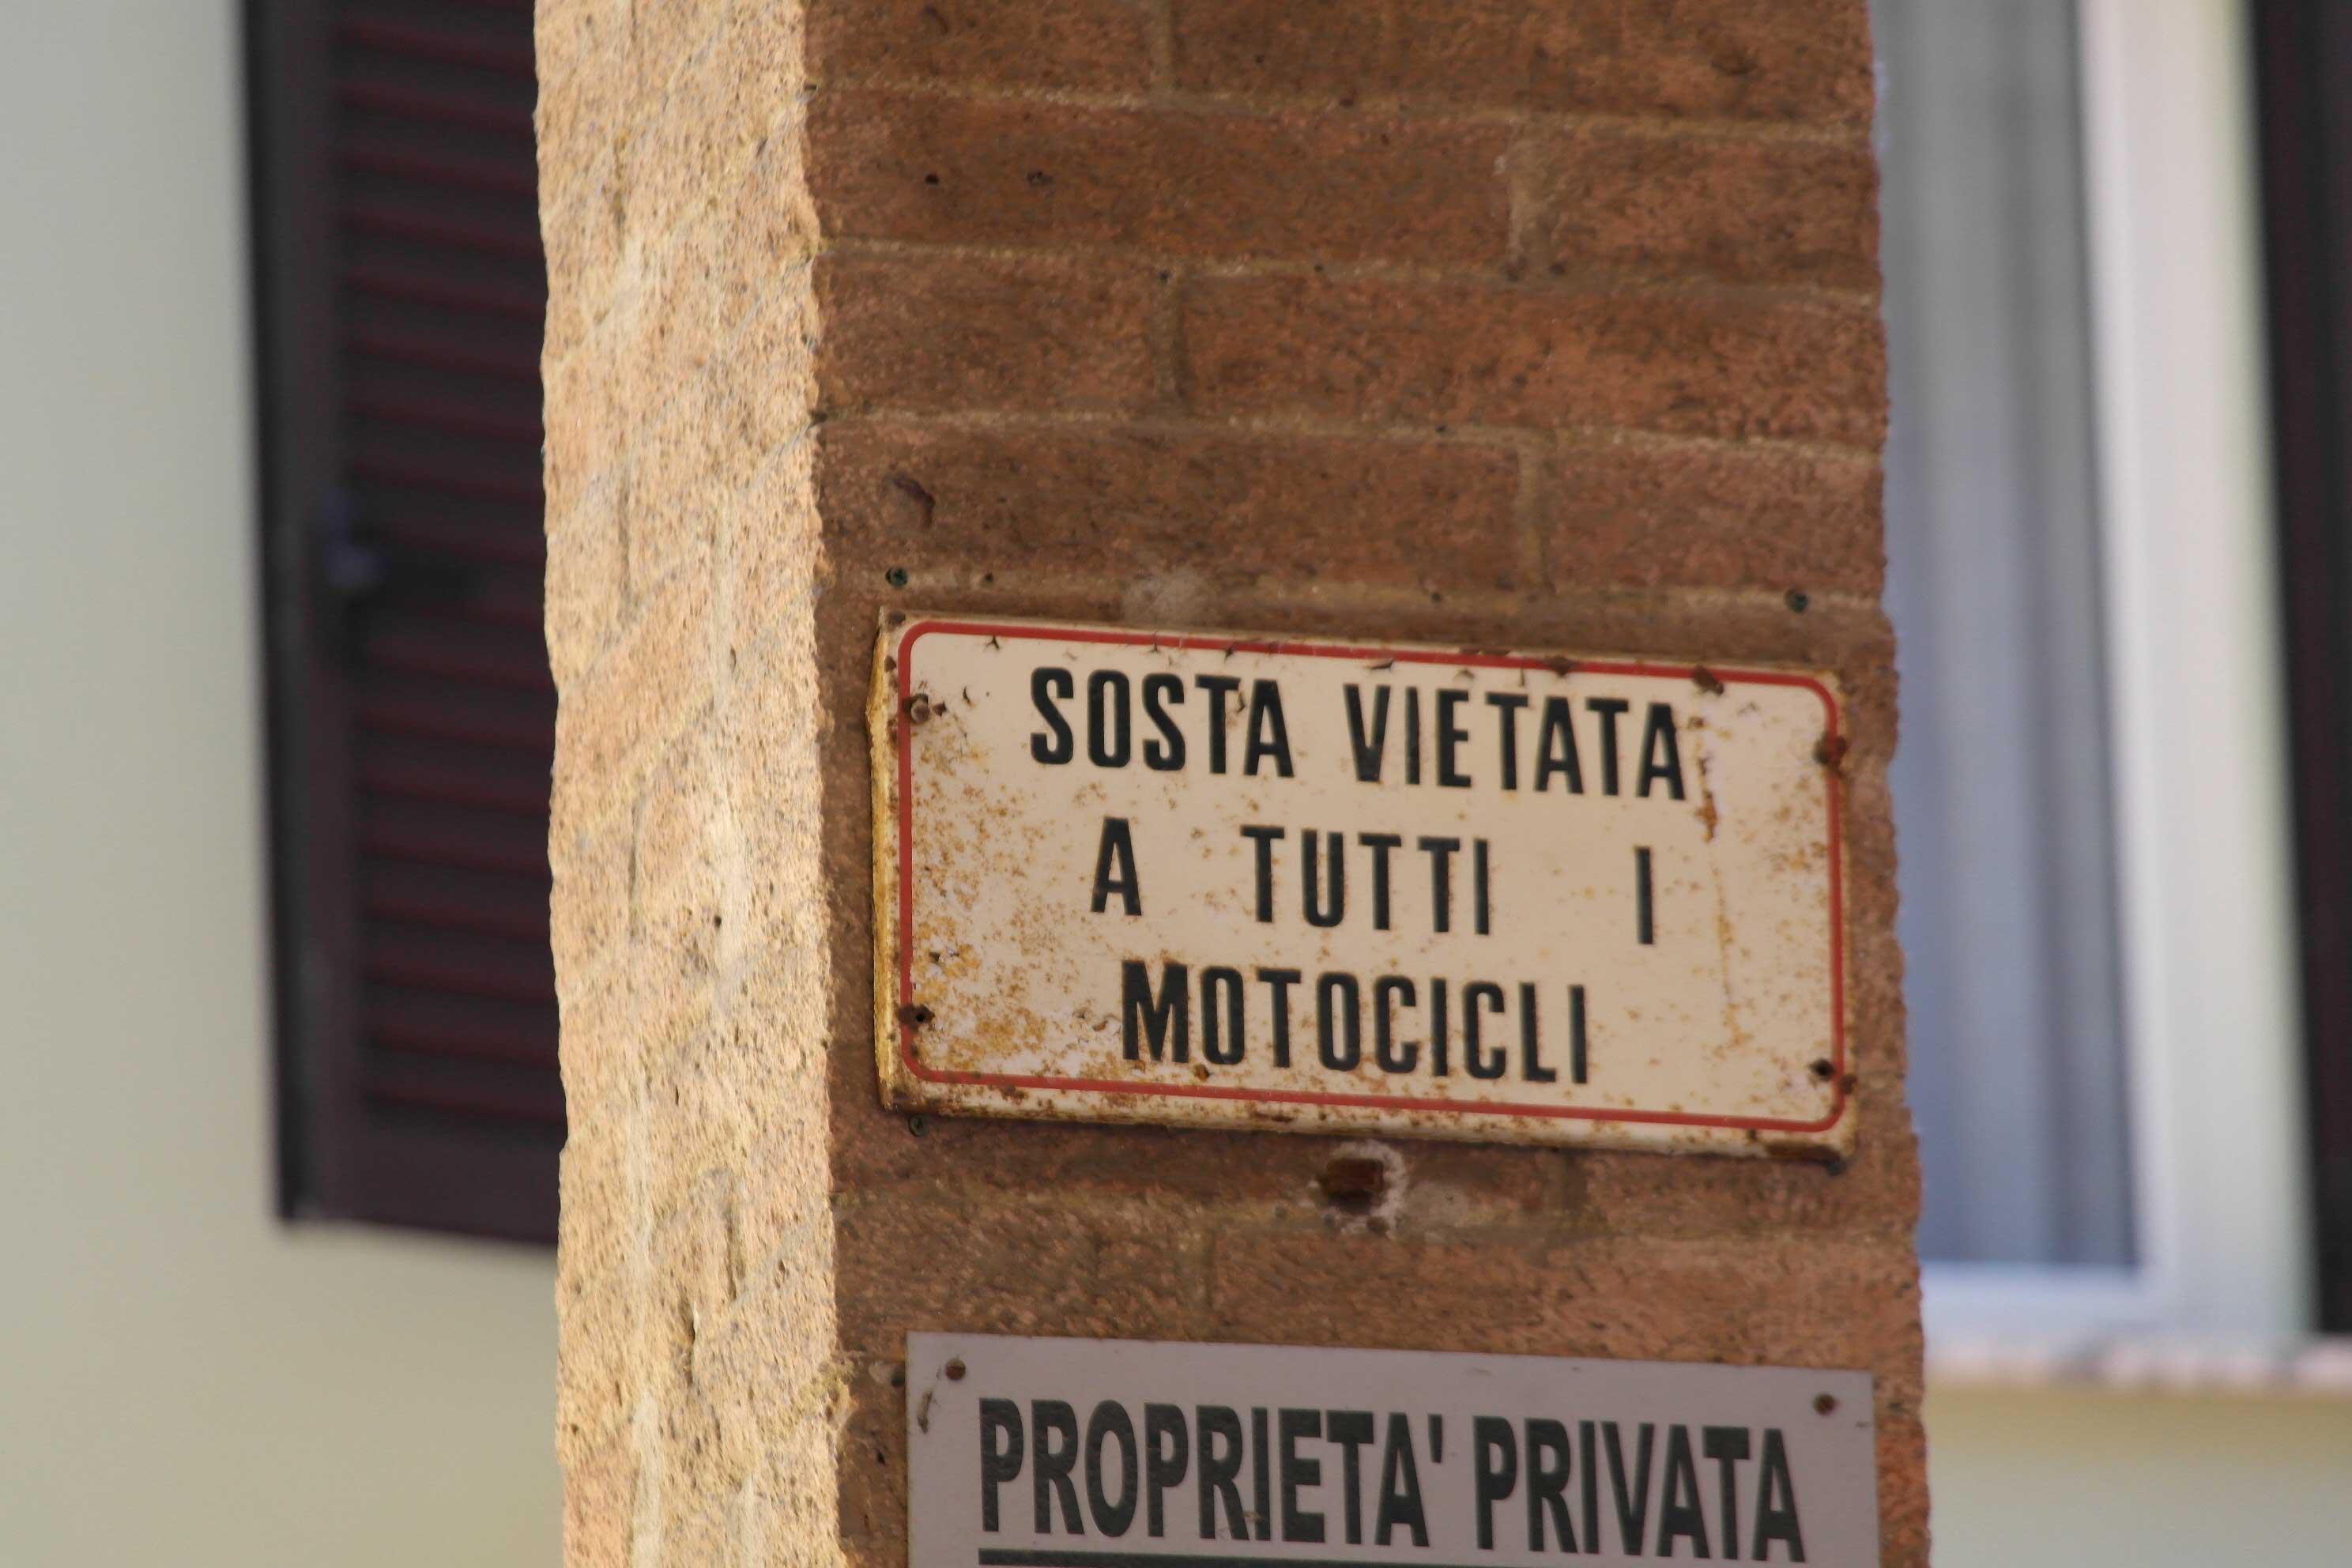 SOSTA VIETATA
A TUTTI I
MOTOCICLI
PROPRIETA' PRIVATA